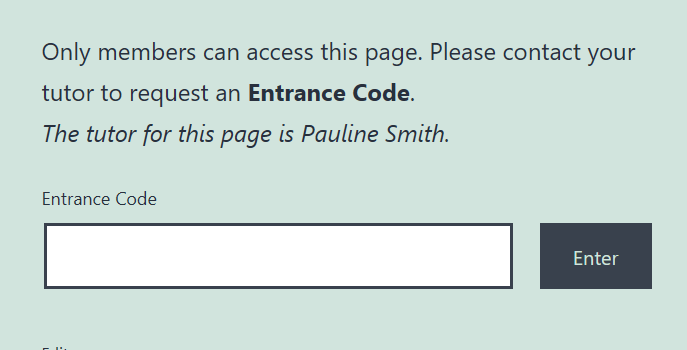 Only members can access this page. Please contact your
tutor to request an Entrance Code.
The tutor for this page is Pauline Smith.
Entrance Code
Enter